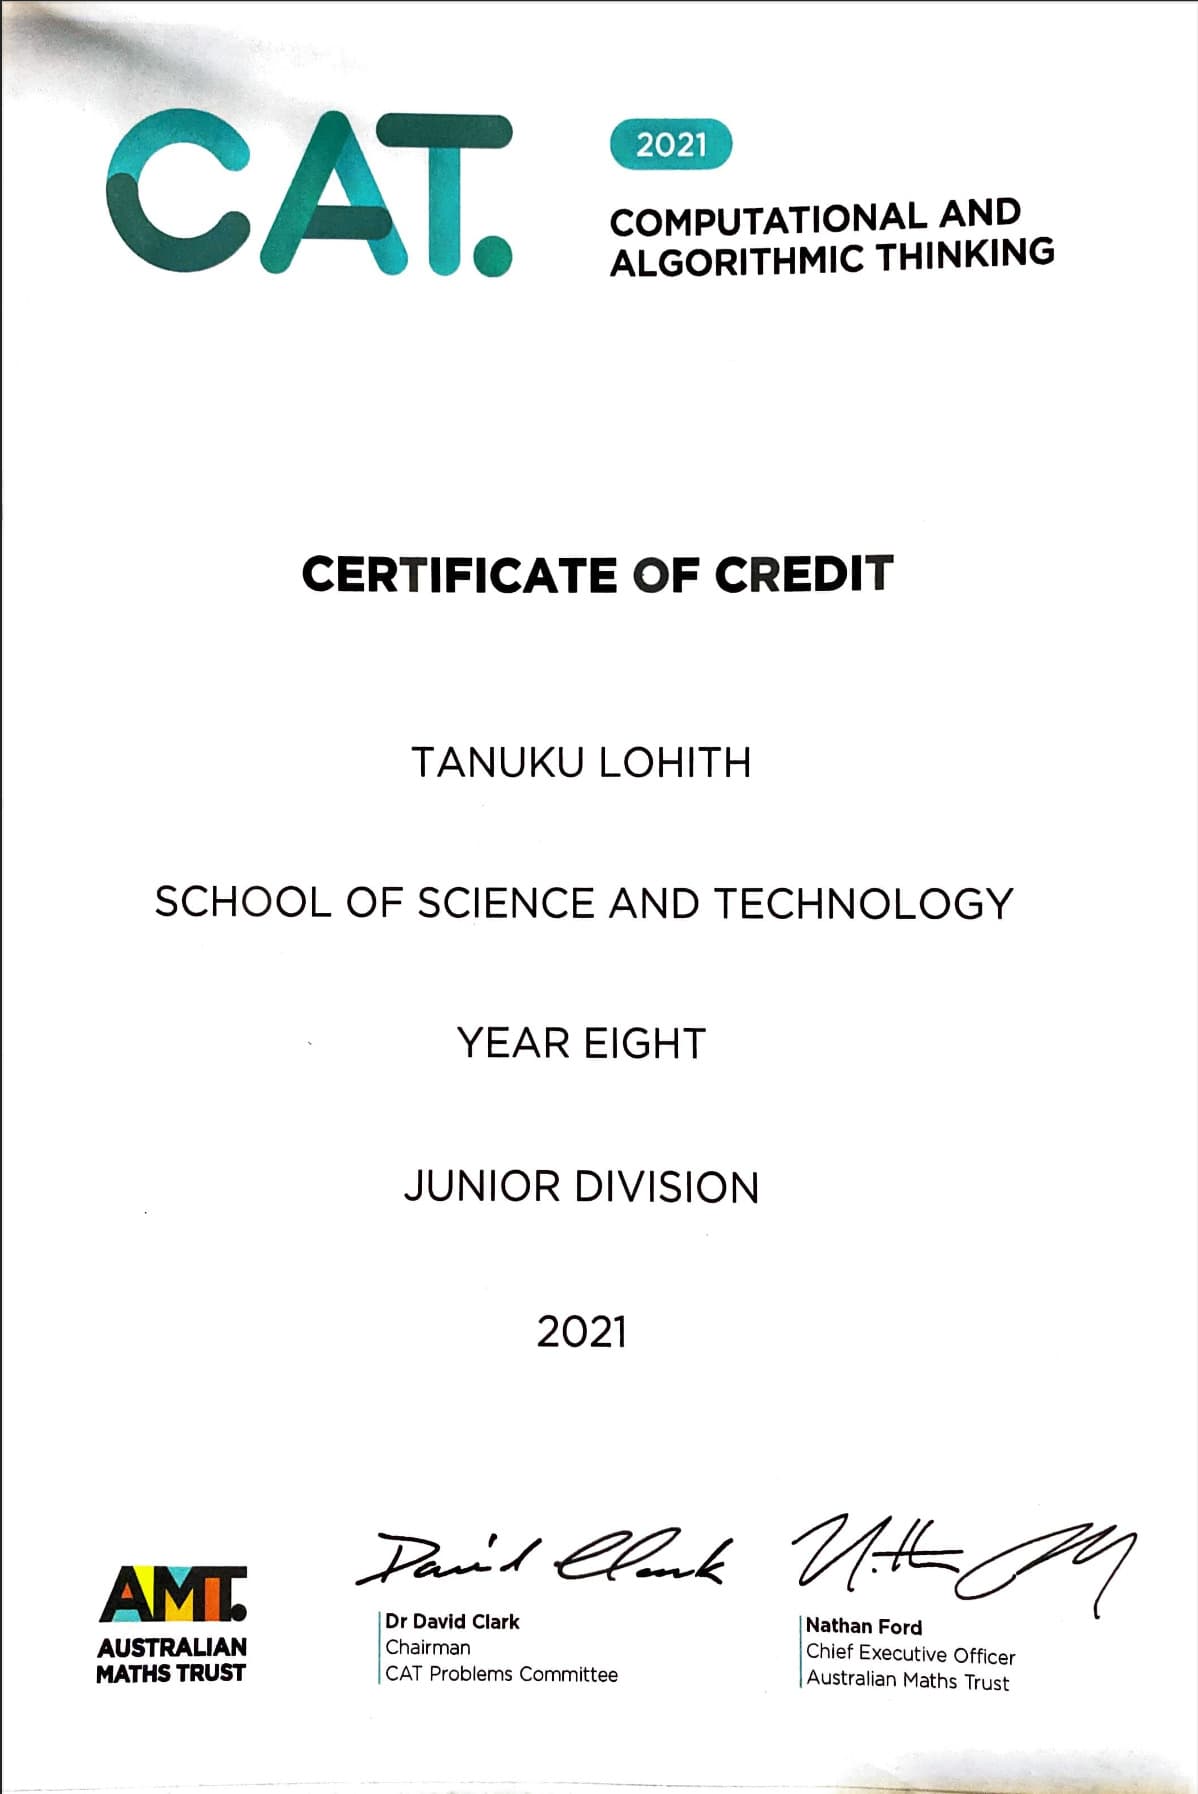 CAT.
2021
COMPUTATIONAL AND
ALGORITHMIC THINKING
CERTIFICATE OF CREDIT
TANUKU LOHITH
SCHOOL OF SCIENCE AND TECHNOLOGY
YEAR EIGHT
JUNIOR DIVISION
2021
AMT.
AUSTRALIAN
MATHS TRUST
David Clark
Dr David Clark
Chairman
CAT Problems Committee
Nathan Ford
Chief Executive Officer
Australian Maths Trust